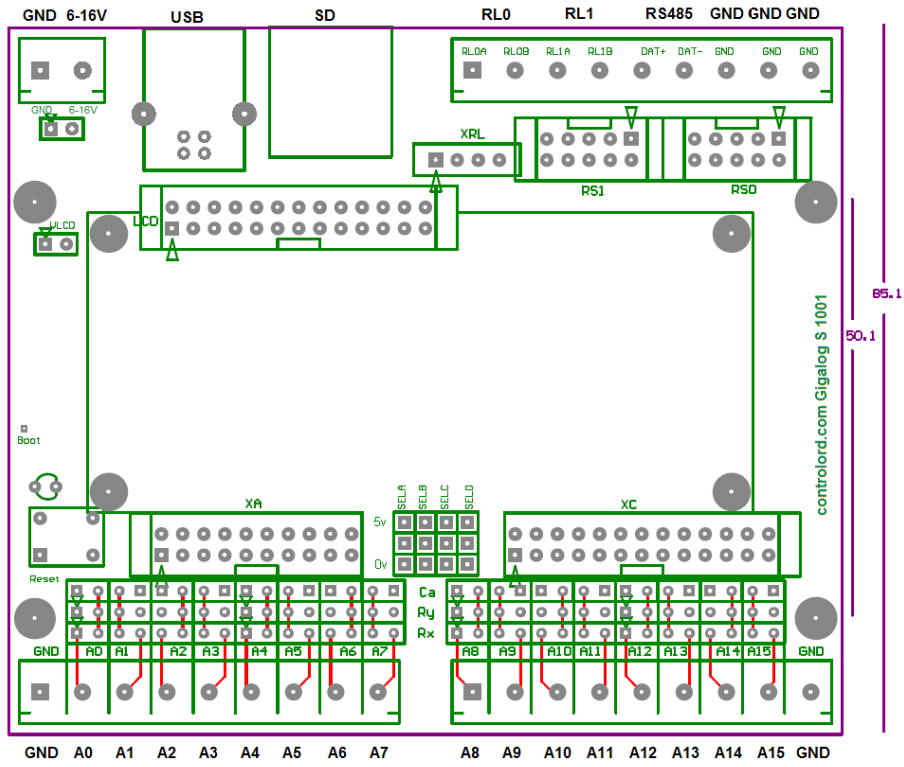 GND 6-16V USB SD RL0 RL1 RS485 GND GND GND
RL0A RL0B RL1A RL1B DAT+ DAT- GND GND GND
GND 6-16V
XRL
RS1 RS0
VLCD LCD
85.1
50.1
controlord.com Gigalog S 1001
Boot
SELA SELB SELC SELD
XA XC
5v
0v
Reset
Ca
Ry
Rx
GND A0 A1 A2 A3 A4 A5 A6 A7 A8 A9 A10 A11 A12 A13 A14 A15 GND
GND A0 A1 A2 A3 A4 A5 A6 A7 A8 A9 A10 A11 A12 A13 A14 A15 GND